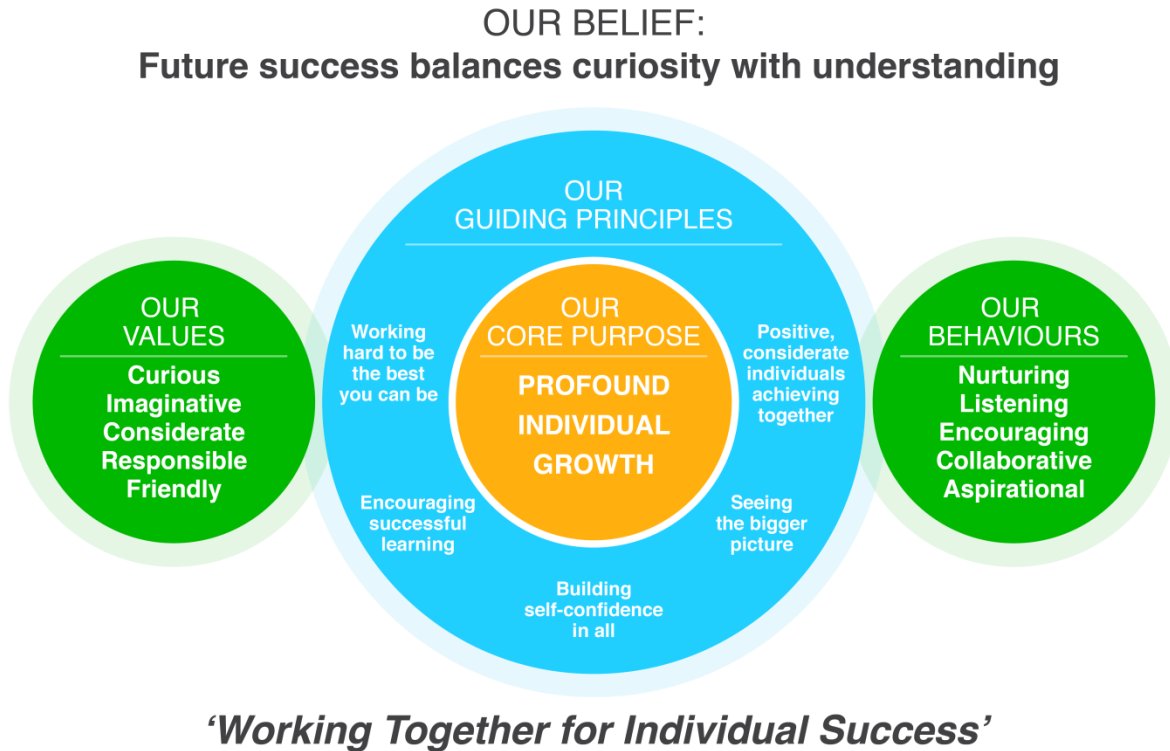 OUR BELIEF:
Future success balances curiosity with understanding
OUR
GUIDING PRINCIPLES
OUR
VALUES
Curious
Imaginative
Considerate
Responsible
Friendly
Working
hard to be
the best
you can be
Encouraging
successful
learning
Building
self-confidence
in all
Seeing
the bigger
picture
Positive,
considerate
individuals
achieving
together
OUR
CORE PURPOSE
PROFOUND
INDIVIDUAL
GROWTH
OUR
BEHAVIOURS
Nurturing
Listening
Encouraging
Collaborative
Aspirational
‘Working Together for Individual Success’